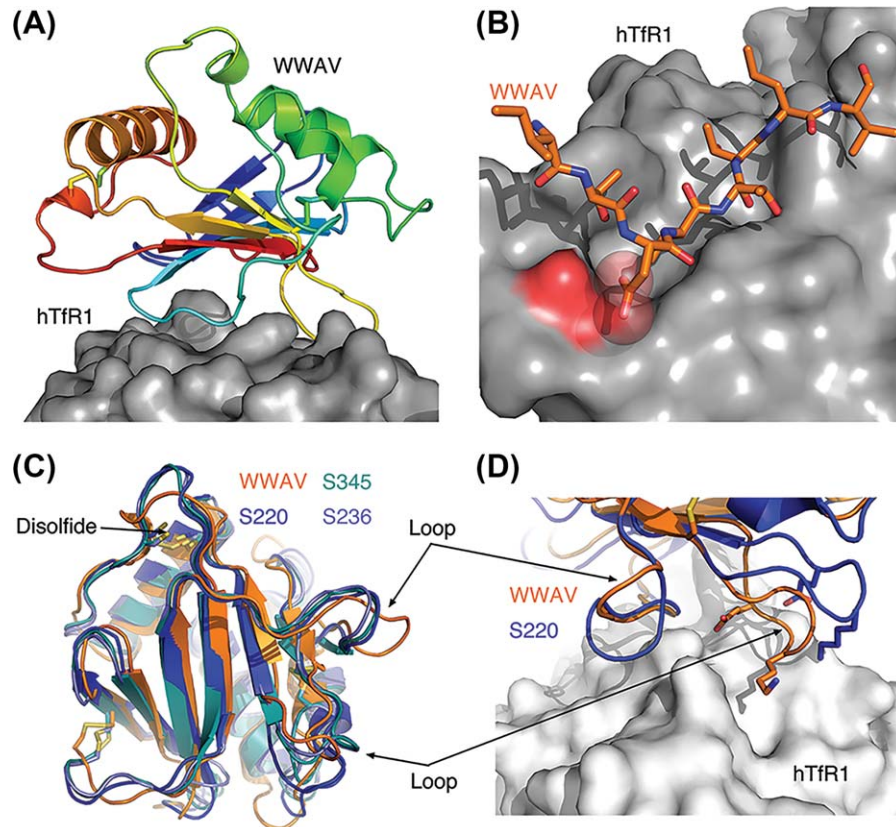 (A)
WWAV
hTfR1
(B)
hTfR1
WWAV
(C)
WWAV S345
S220 S236
Disolfide
Loop
Loop
(D)
WWAV
S220
hTfR1